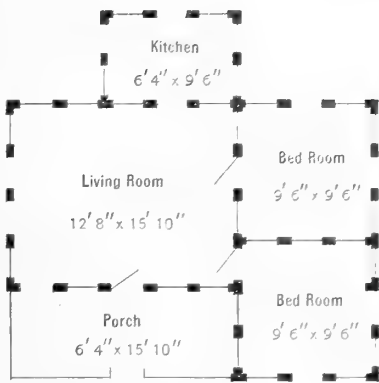 Kitchen
6'4" x 9'6"
Bed Room
9'6" x 9'6"
Living Room
12'8" x 15'10"
Bed Room
9'6" x 9'6"
Porch
6'4" x 15'10"